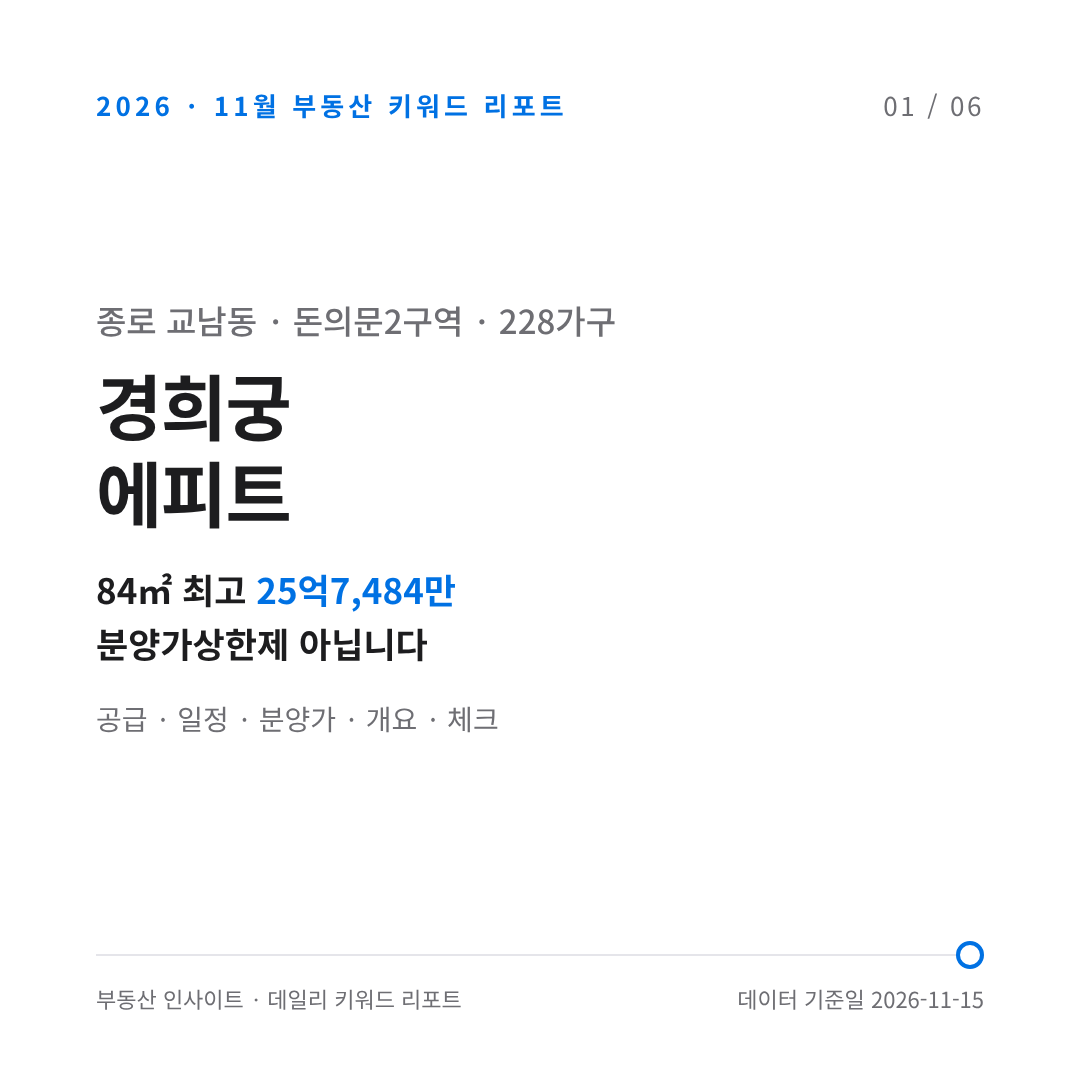 2026 · 11월 부동산 키워드 리포트
01 / 06
종로 교남동 · 돈의문2구역 · 228가구
경희궁
에피트
84㎡ 최고 25억7,484만
분양가상한제 아닙니다
공급 · 일정 · 분양가 · 개요 · 체크
부동산 인사이트 · 데일리 키워드 리포트
데이터 기준일 2026-11-15